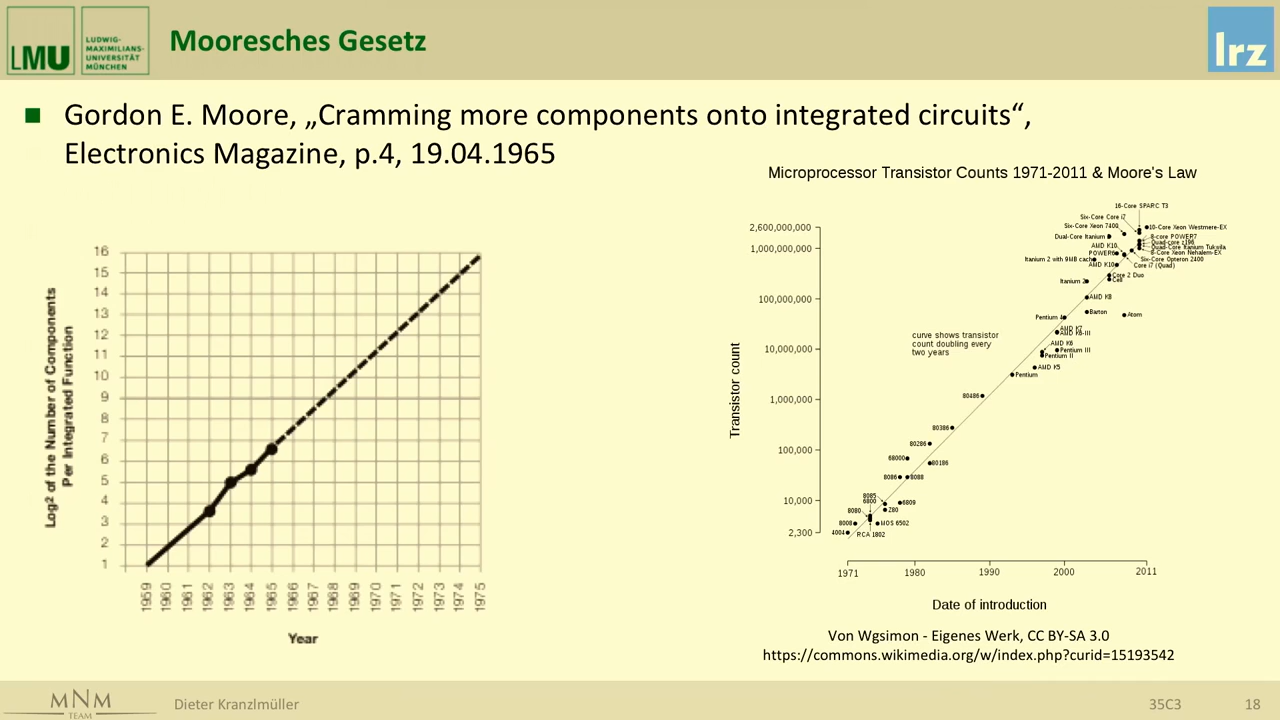 LMU
LUDWIG-
MAXIMILIANS-
UNIVERSITÄT
MÜNCHEN
Mooresches Gesetz
lrz
Gordon E. Moore, „Cramming more components onto integrated circuits“,
Electronics Magazine, p.4, 19.04.1965
Log2 of the Number of Components
Per Integrated Function
16
15
14
13
12
11
10
9
8
7
6
5
4
3
2
1
1959
1960
1961
1962
1963
1964
1965
1966
1967
1968
1969
1970
1971
1972
1973
1974
1975
Year
Microprocessor Transistor Counts 1971-2011 & Moore's Law
Transistor count
2,600,000,000
1,000,000,000
100,000,000
10,000,000
1,000,000
100,000
10,000
2,300
curve shows transistor
count doubling every
two years
16-Core SPARC T3
Six-Core Core i7
Six-Core Xeon 7400
10-Core Xeon Westmere-EX
Dual-Core Itanium 2
8-core POWER7
Quad-core z196
Quad-Core Itanium Tukwila
8-Core Xeon Nehalem-EX
AMD K10
POWER6
Itanium 2 with 9MB cache
Six-Core Opteron 2400
AMD K10
Core i7 (Quad)
Core 2 Duo
Itanium 2
Cell
AMD K8
Pentium 4
Barton
Atom
AMD K7
AMD K6-III
AMD K6
Pentium III
Pentium II
AMD K5
Pentium
80486
80386
80286
68000
80186
8086
8088
8085
6800
6809
8080
Z80
8008
MOS 6502
4004
RCA 1802
1971
1980
1990
2000
2011
Date of introduction
Von Wgsimon - Eigenes Werk, CC BY-SA 3.0
https://commons.wikimedia.org/w/index.php?curid=15193542
MNM
TEAM
Dieter Kranzlmüller
35C3
18